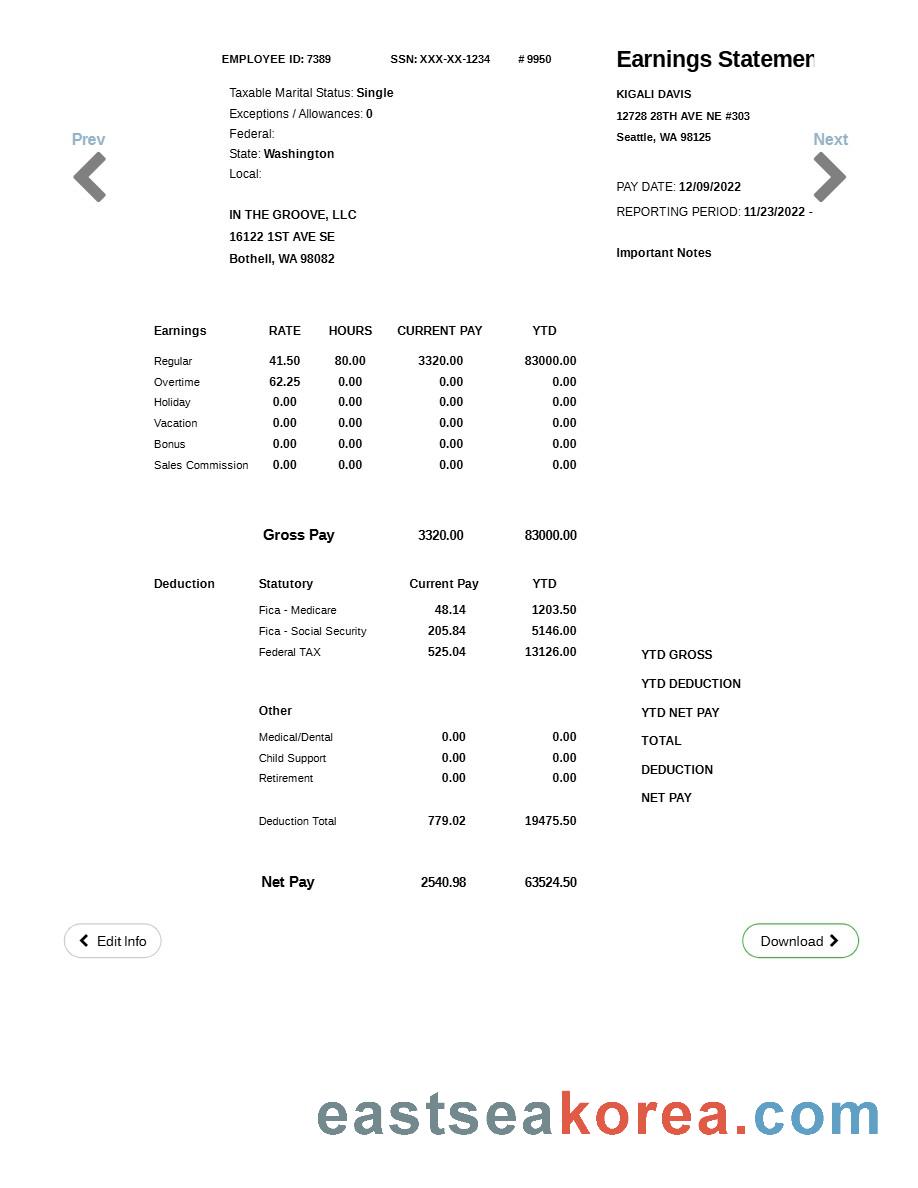 EMPLOYEE ID: 7389 SSN: XXX-XX-1234 # 9950
Earnings Statemen
Taxable Marital Status: Single
Exceptions / Allowances: 0
Federal:
State: Washington
Local:
KIGALI DAVIS
12728 28TH AVE NE #303
Seattle, WA 98125
Prev
Next
PAY DATE: 12/09/2022
REPORTING PERIOD: 11/23/2022 -
IN THE GROOVE, LLC
16122 1ST AVE SE
Bothell, WA 98082
Important Notes
Earnings RATE HOURS CURRENT PAY YTD
Regular 41.50 80.00 3320.00 83000.00
Overtime 62.25 0.00 0.00 0.00
Holiday 0.00 0.00 0.00 0.00
Vacation 0.00 0.00 0.00 0.00
Bonus 0.00 0.00 0.00 0.00
Sales Commission 0.00 0.00 0.00 0.00
Gross Pay 3320.00 83000.00
Deduction Statutory Current Pay YTD
Fica - Medicare 48.14 1203.50
Fica - Social Security 205.84 5146.00
Federal TAX 525.04 13126.00
Other
Medical/Dental 0.00 0.00
Child Support 0.00 0.00
Retirement 0.00 0.00
Deduction Total 779.02 19475.50
Net Pay 2540.98 63524.50
YTD GROSS
YTD DEDUCTION
YTD NET PAY
TOTAL
DEDUCTION
NET PAY
Edit Info
Download
eastseakorea.com